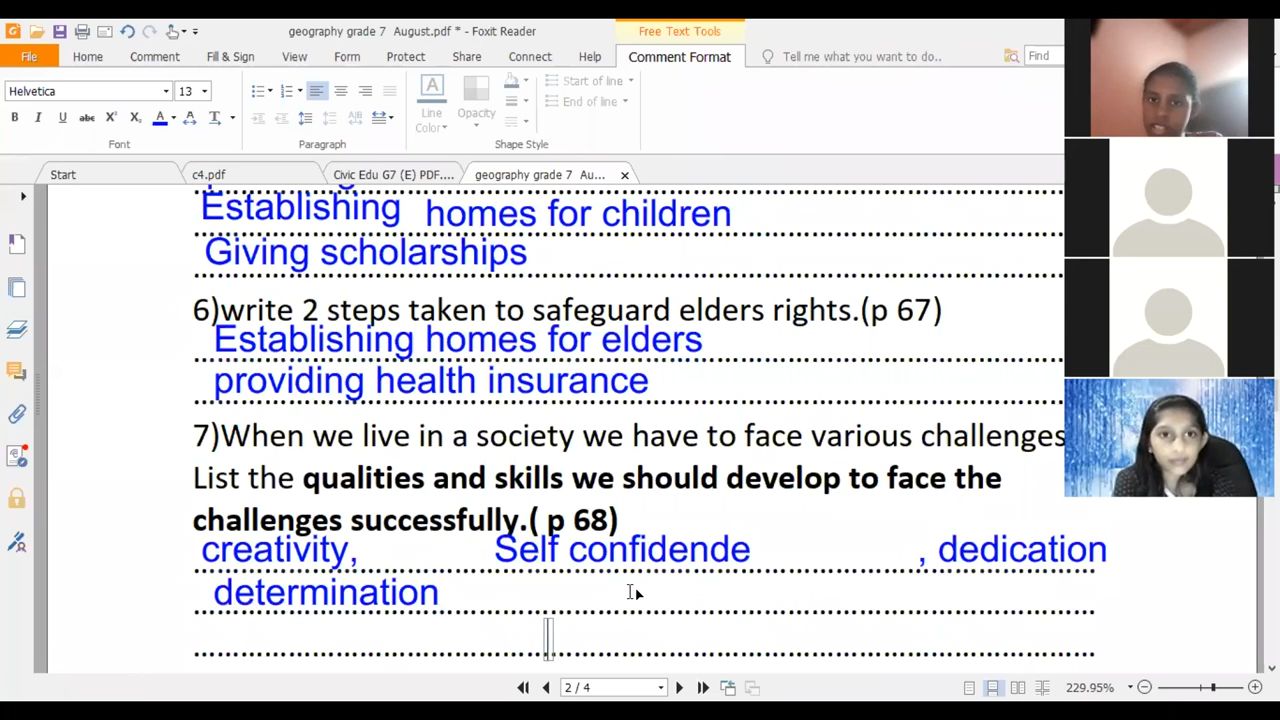 geography grade 7 August.pdf * - Foxit Reader
Free Text Tools
File Home Comment Fill & Sign View Form Protect Share Connect Help Comment Format Tell me what you want to do.. Find
Helvetica 13
Start of line
End of line
Line Color
Opacity
B I U abc X² X₂ A A T
Font Paragraph Shape Style
Start c4.pdf Civic Edu G7 (E) PDF.... geography grade 7 Au...
Establishing homes for children
Giving scholarships
6)write 2 steps taken to safeguard elders rights.(p 67)
Establishing homes for elders
providing health insurance
7)When we live in a society we have to face various challenges
List the qualities and skills we should develop to face the
challenges successfully.( p 68)
creativity, Self confidende , dedication
determination
2 / 4 229.95%